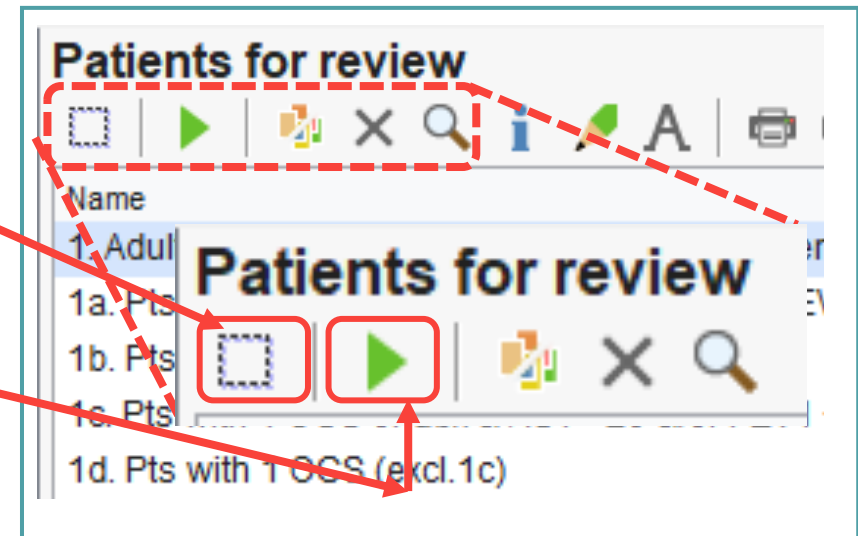 Patients for review
Name
1. Adul
1a. Pts
1b. Pts
1c. Pts
1d. Pts with 1 OCS (excl.1c)
Patients for review